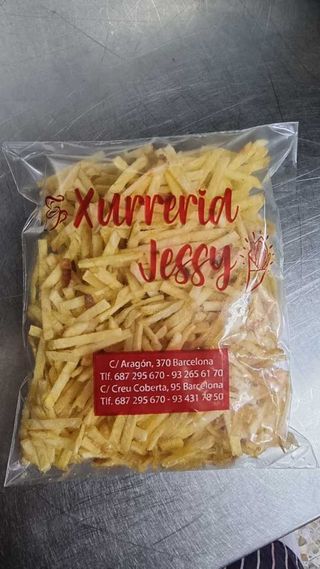 Xurreria
Jessy
C/ Aragón, 370 Barcelona
Tlf. 687 295 670 - 93 265 61 70
C/ Creu Coberta, 95 Barcelona
Tlf. 687 295 670 - 93 431 78 50